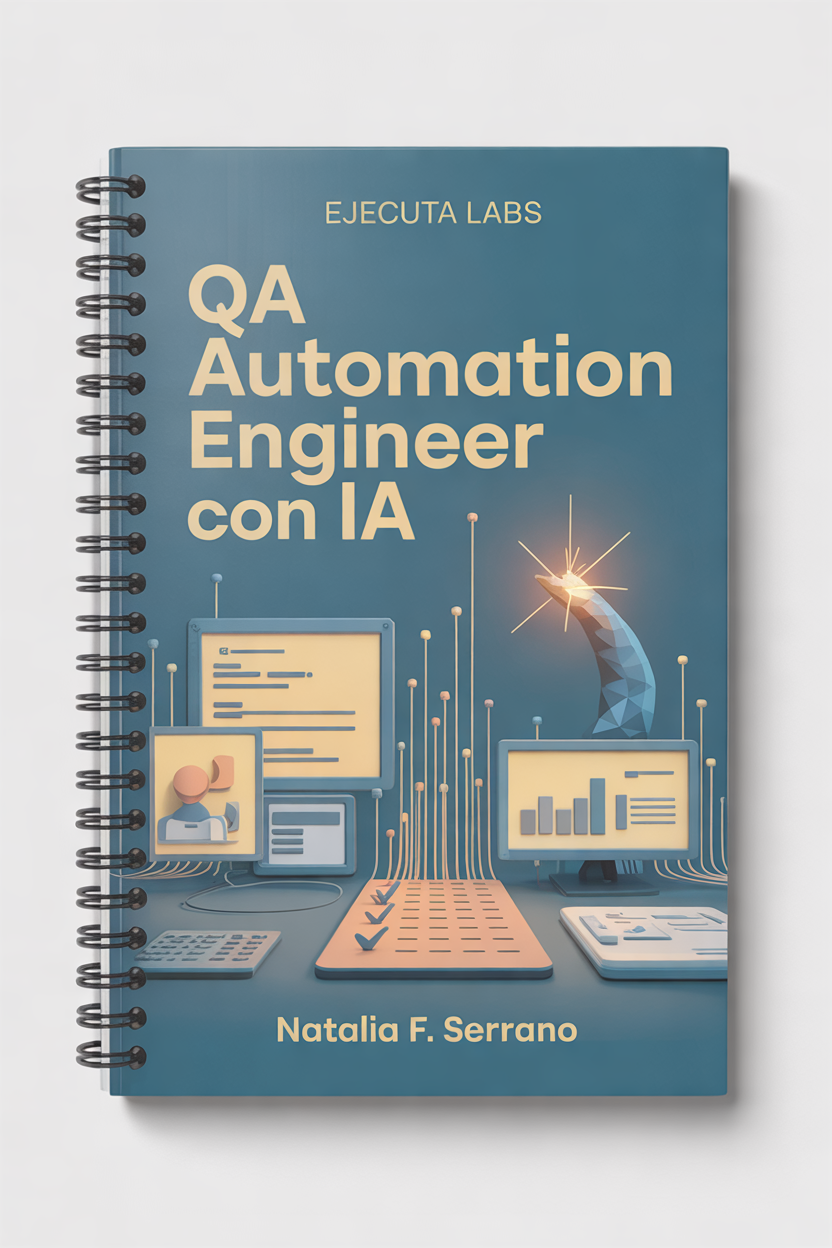 EJECUTA LABS
QA
Automation
Engineer
con IA
Natalia F. Serrano